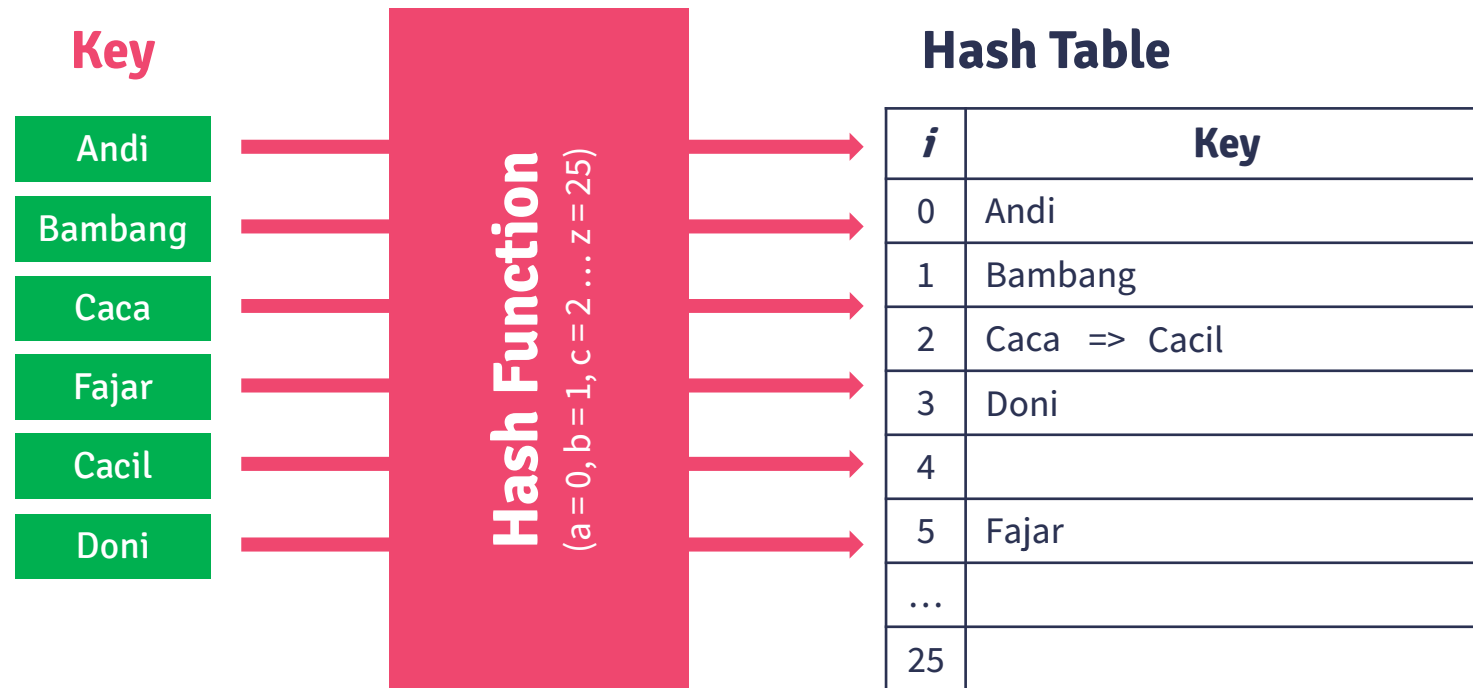 Key
Andi
Bambang
Caca
Fajar
Cacil
Doni
Hash Function
(a = 0, b = 1, c = 2 … z = 25)
Hash Table
i Key
0 Andi
1 Bambang
2 Caca => Cacil
3 Doni
4
5 Fajar
…
25